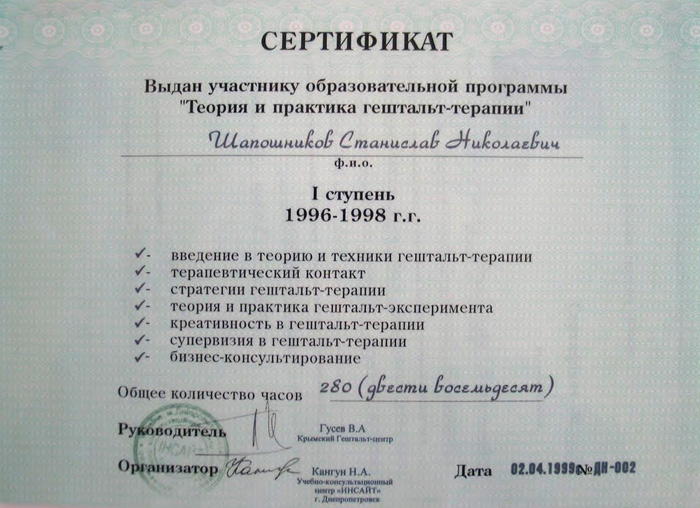 СЕРТИФИКАТ
Выдан участнику образовательной программы
"Теория и практика гештальт-терапии"
Шапошников Станислав Николаевич
Ф.И.О.
I ступень
1996-1998 г.г.
✓- введение в теорию и техники гештальт-терапии
✓- терапевтический контакт
✓- стратегии гештальт-терапии
✓- теория и практика гештальт-эксперимента
✓- креативность в гештальт-терапии
✓- супервизия в гештальт-терапии
✓- бизнес-консультирование
Общее количество часов 280 (двести восемьдесят)
Руководитель Гусев В.А
Крымский Гештальт-центр
Организатор Кангун Н.А.
Учебно-консультационный
центр «ИНСАЙТ»
г. Днепропетровск
Дата 02.04.1999г № ДИ-002
ИНСАЙТ